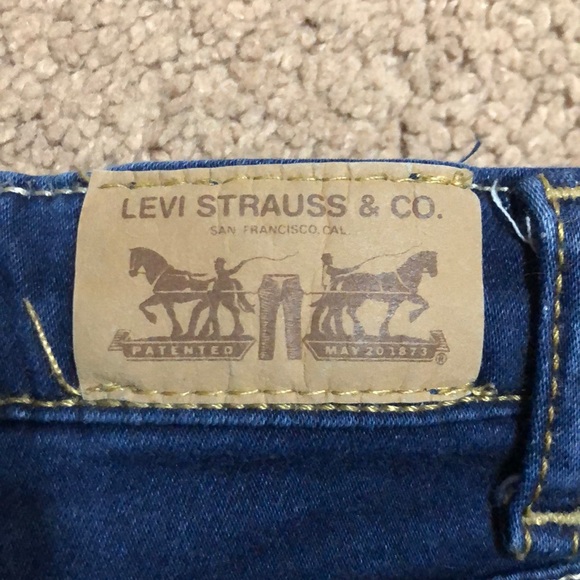 LEVI STRAUSS & CO.
SAN FRANCISCO, CAL
PATENTED MAY 20 1873 ®